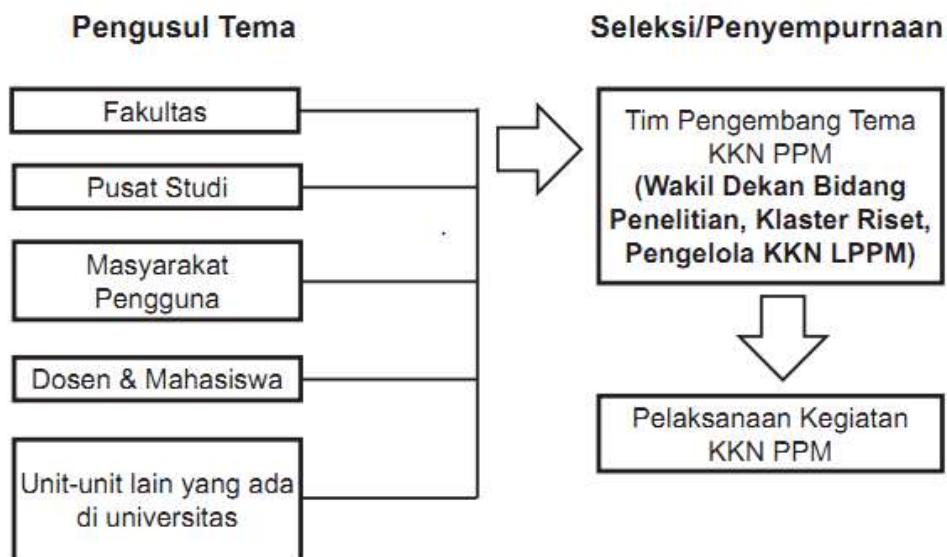 Pengusul Tema
Fakultas
Pusat Studi
Masyarakat
Pengguna
Dosen & Mahasiswa
Unit-unit lain yang ada
di universitas
Seleksi/Penyempurnaan
Tim Pengembang Tema
KKN PPM
(Wakil Dekan Bidang
Penelitian, Klaster Riset,
Pengelola KKN LPPM)
Pelaksanaan Kegiatan
KKN PPM